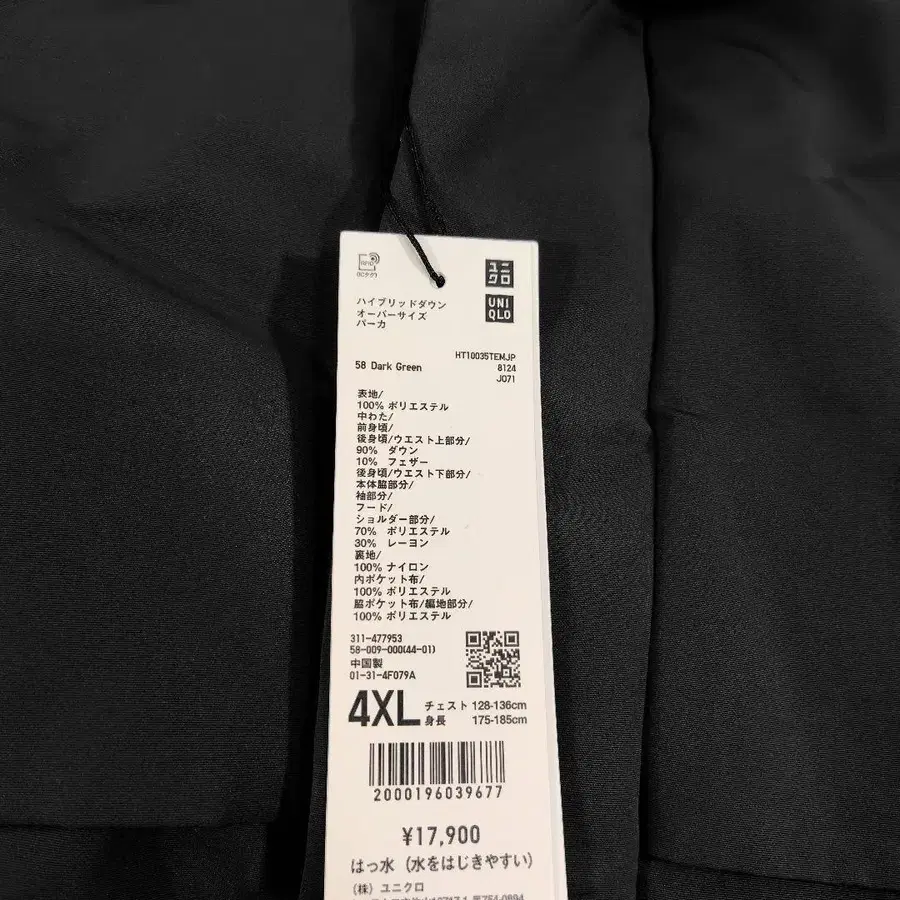 RFID
ユニ
クロ
UNI
QLO
ハイブリッドダウン
オーバーサイズ
パーカ
HT10035TEMJP
58 Dark Green
8124
J071
表地/
100% ポリエステル
中わた/
前身頃/
後身頃/ウエスト上部分/
90% ダウン
10% フェザー
後身頃/ウエスト下部分/
本体脇部分/
袖部分/
フード/
ショルダー部分/
70% ポリエステル
30% レーヨン
裏地/
100% ナイロン
内ポケット布/
100% ポリエステル
脇ポケット布/編地部分/
100% ポリエステル
311-477953
58-009-000(44-01)
中国製
01-31-4F079A
4XL チェスト 128-136cm
身長 175-185cm
2000196039677
¥17,900
はっ水 (水をはじきやすい)
(株) ユニクロ